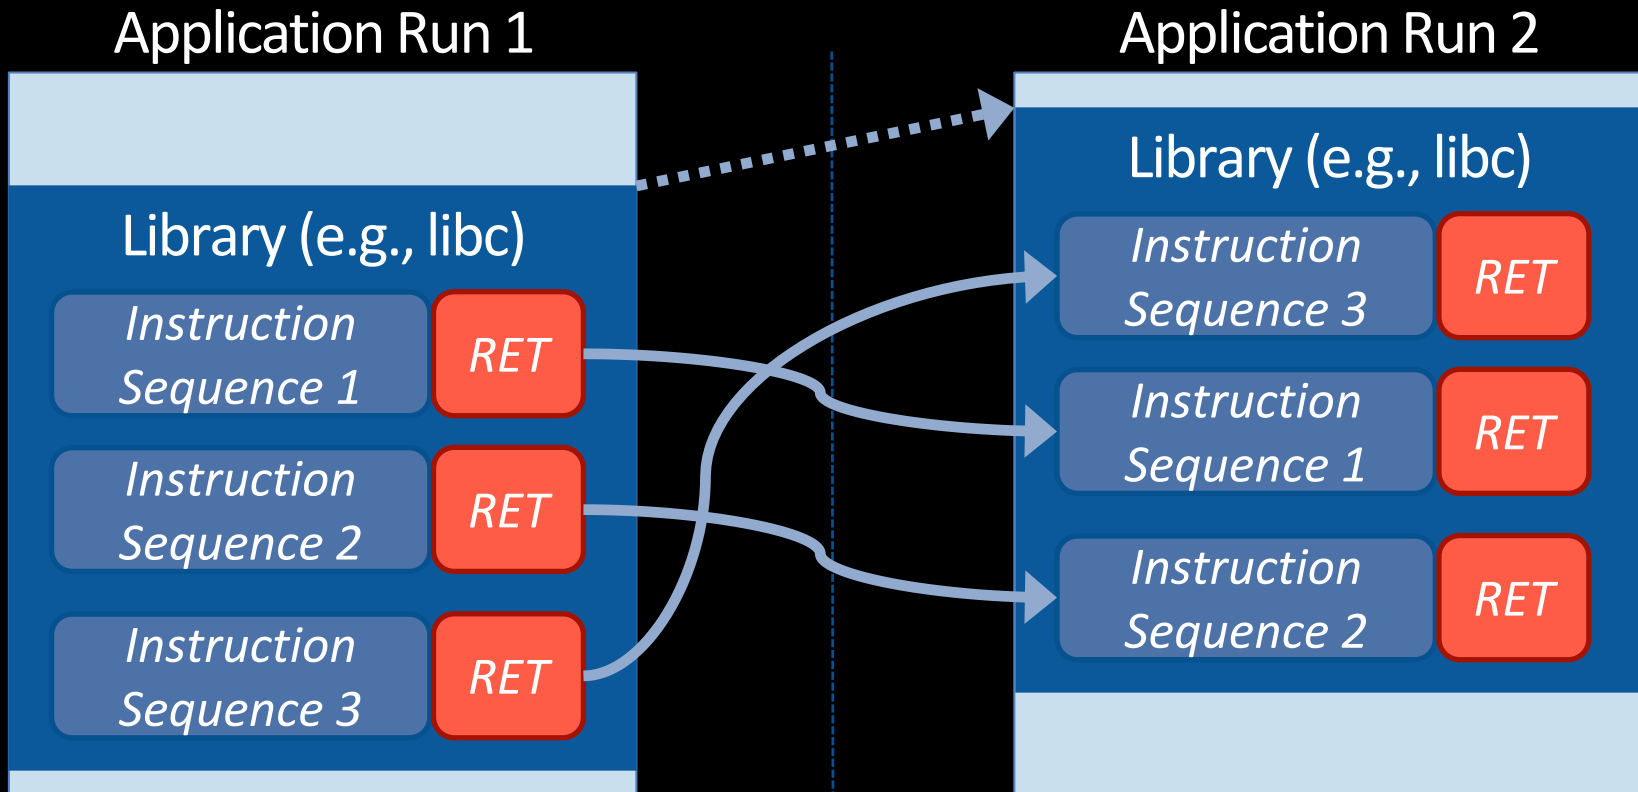 Application Run 1
Library (e.g., libc)
Instruction
Sequence 1
RET
Instruction
Sequence 2
RET
Instruction
Sequence 3
RET
Application Run 2
Library (e.g., libc)
Instruction
Sequence 3
RET
Instruction
Sequence 1
RET
Instruction
Sequence 2
RET